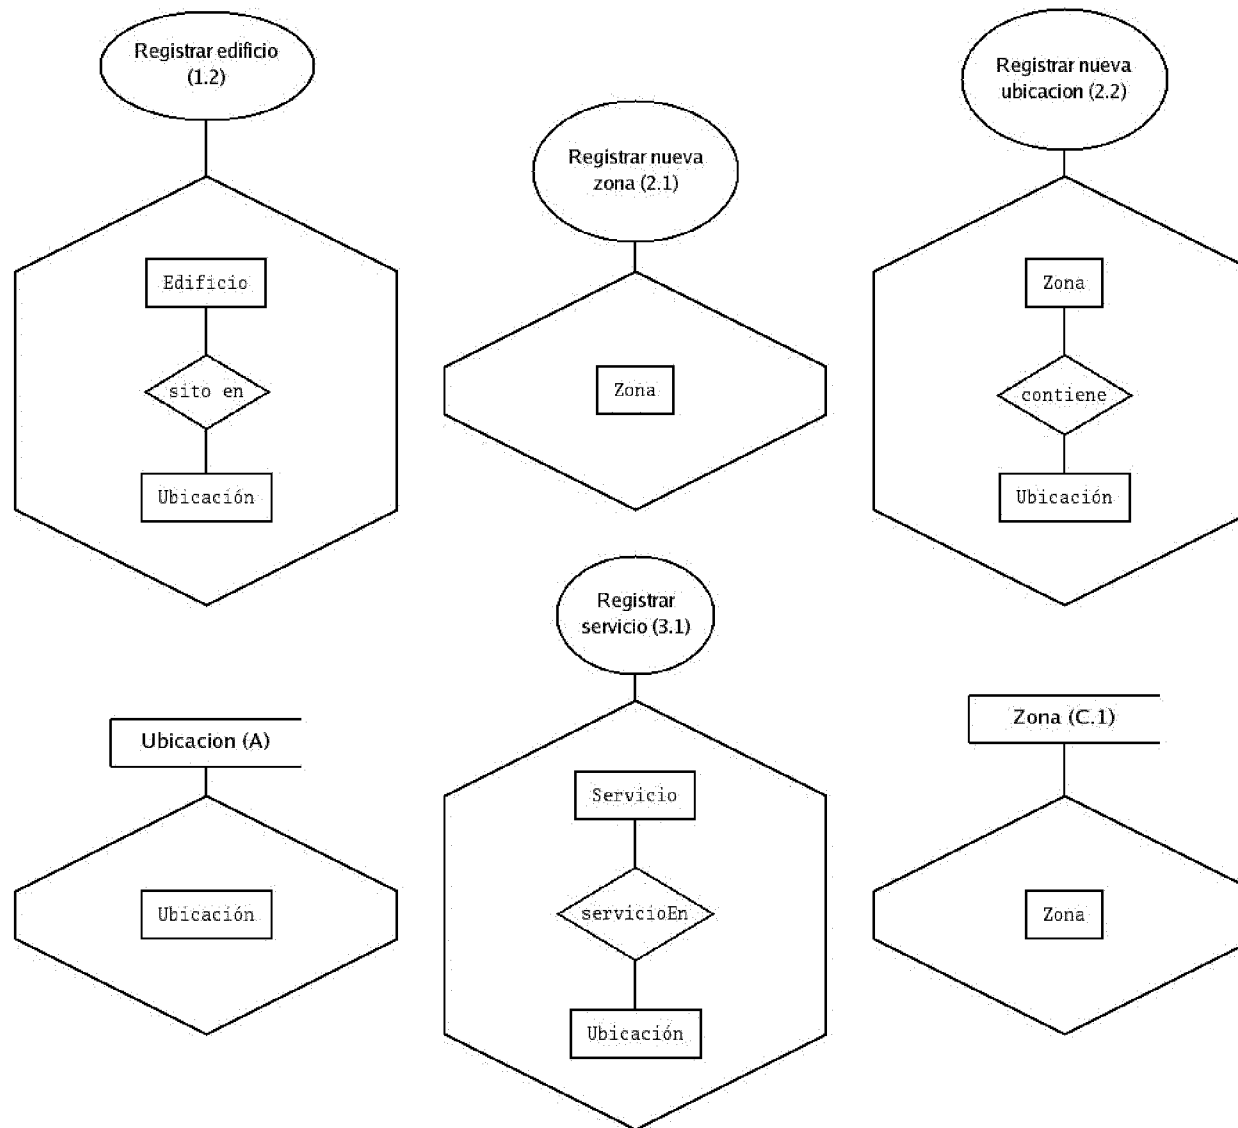 Registrar edificio
(1.2)
Registrar nueva
zona (2.1)
Registrar nueva
ubicacion (2.2)
Edificio
sito en
Ubicación
Zona
Zona
contiene
Ubicación
Registrar
servicio (3.1)
Ubicacion (A)
Ubicación
Servicio
servicioEn
Ubicación
Zona (C.1)
Zona